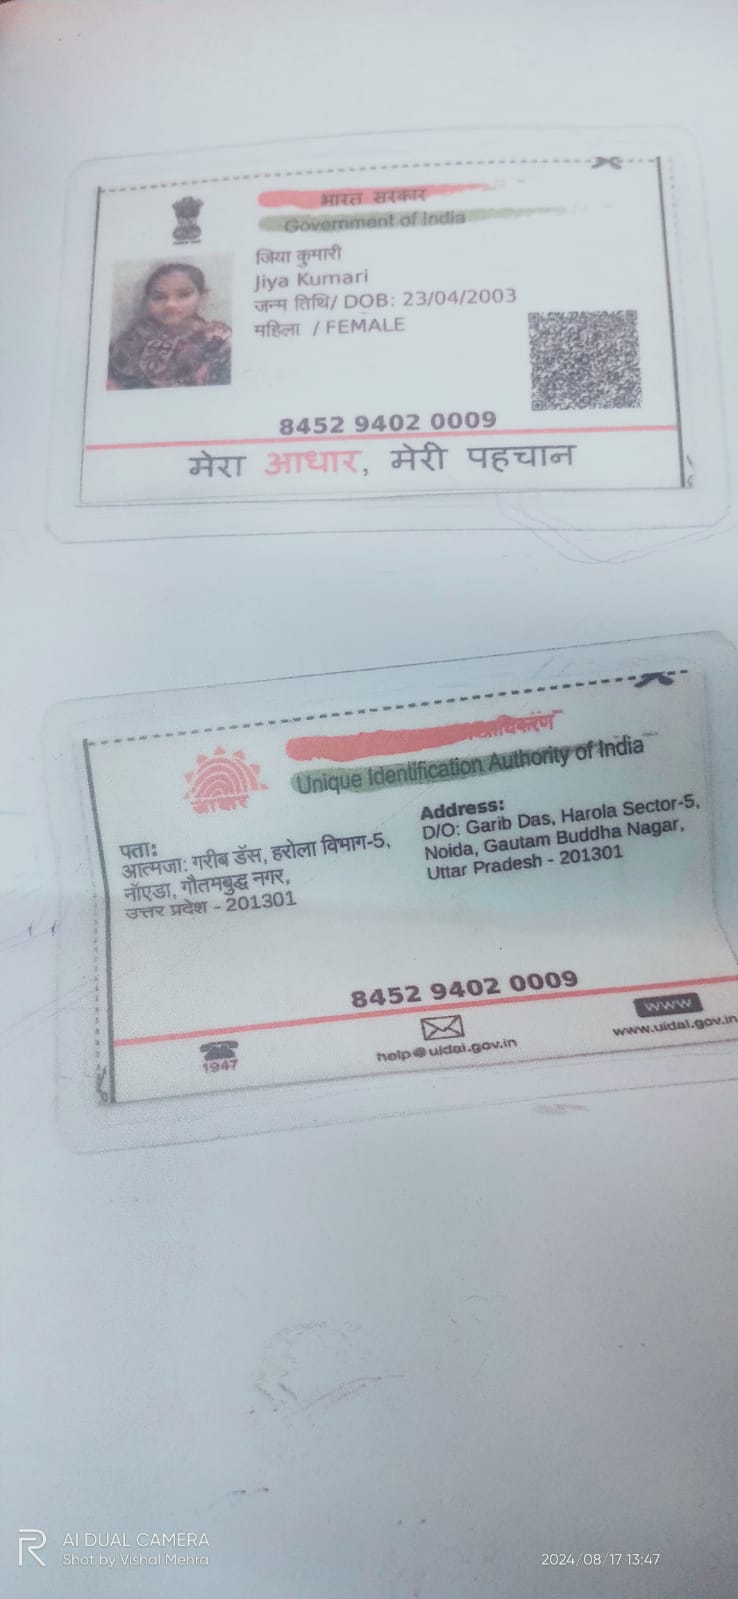 भारत सरकार
Government of India
जिया कुमारी
Jiya Kumari
जन्म तिथि/ DOB: 23/04/2003
महिला / FEMALE
8452 9402 0009
मेरा आधार, मेरी पहचान
प्राधिकरण
Unique Identification Authority of India
आधार
पता:
आत्मजा: गरीब डॅस, हरोला विभाग-5,
नॉएडा, गौतमबुद्ध नगर,
उत्तर प्रदेश - 201301
Address:
D/O: Garib Das, Harola Sector-5,
Noida, Gautam Buddha Nagar,
Uttar Pradesh - 201301
8452 9402 0009
1947
help@uidai.gov.in
WWW
www.uidai.gov.in
R
AI DUAL CAMERA
Shot by Vishal Mehra
2024/08/17 13:47